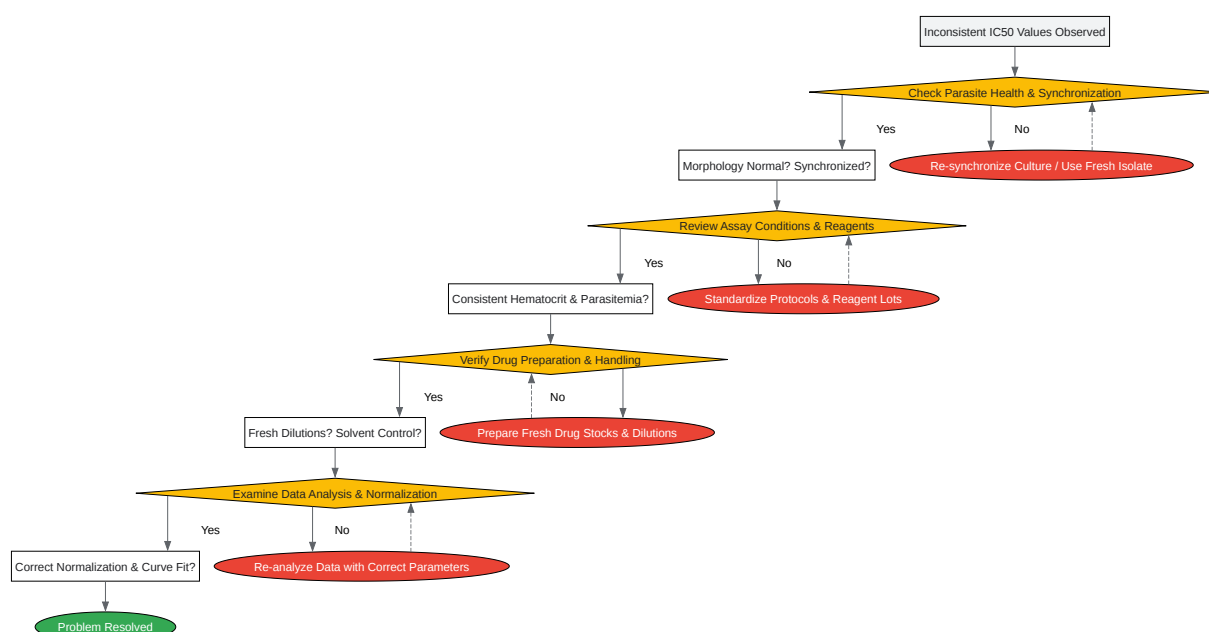 Inconsistent IC50 Values Observed
Check Parasite Health & Synchronization
Yes
No
Morphology Normal? Synchronized?
Re-synchronize Culture / Use Fresh Isolate
Review Assay Conditions & Reagents
Yes
No
Consistent Hematocrit & Parasitemia?
Standardize Protocols & Reagent Lots
Verify Drug Preparation & Handling
Yes
No
Fresh Dilutions? Solvent Control?
Prepare Fresh Drug Stocks & Dilutions
Examine Data Analysis & Normalization
Yes
No
Correct Normalization & Curve Fit?
Re-analyze Data with Correct Parameters
Problem Resolved